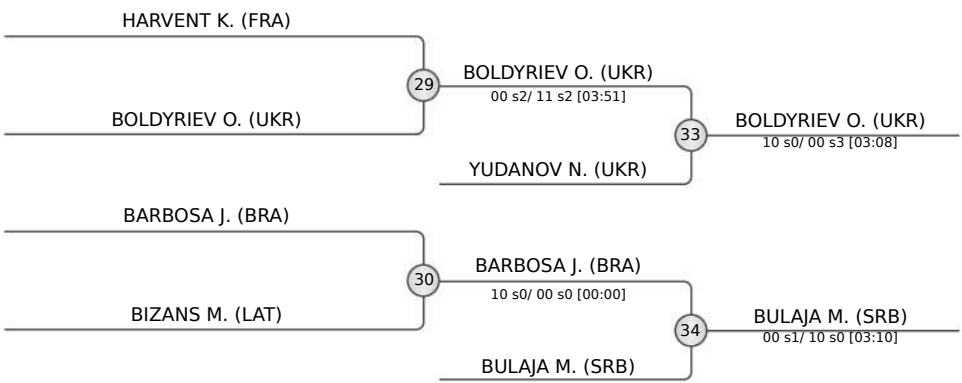 HARVENT K. (FRA)
29
BOLDYRIEV O. (UKR)
00 s2/ 11 s2 [03:51]
BOLDYRIEV O. (UKR)
33
BOLDYRIEV O. (UKR)
10 s0/ 00 s3 [03:08]
YUDANOV N. (UKR)
BARBOSA J. (BRA)
30
BARBOSA J. (BRA)
10 s0/ 00 s0 [00:00]
BIZANS M. (LAT)
34
BULAJA M. (SRB)
00 s1/ 10 s0 [03:10]
BULAJA M. (SRB)